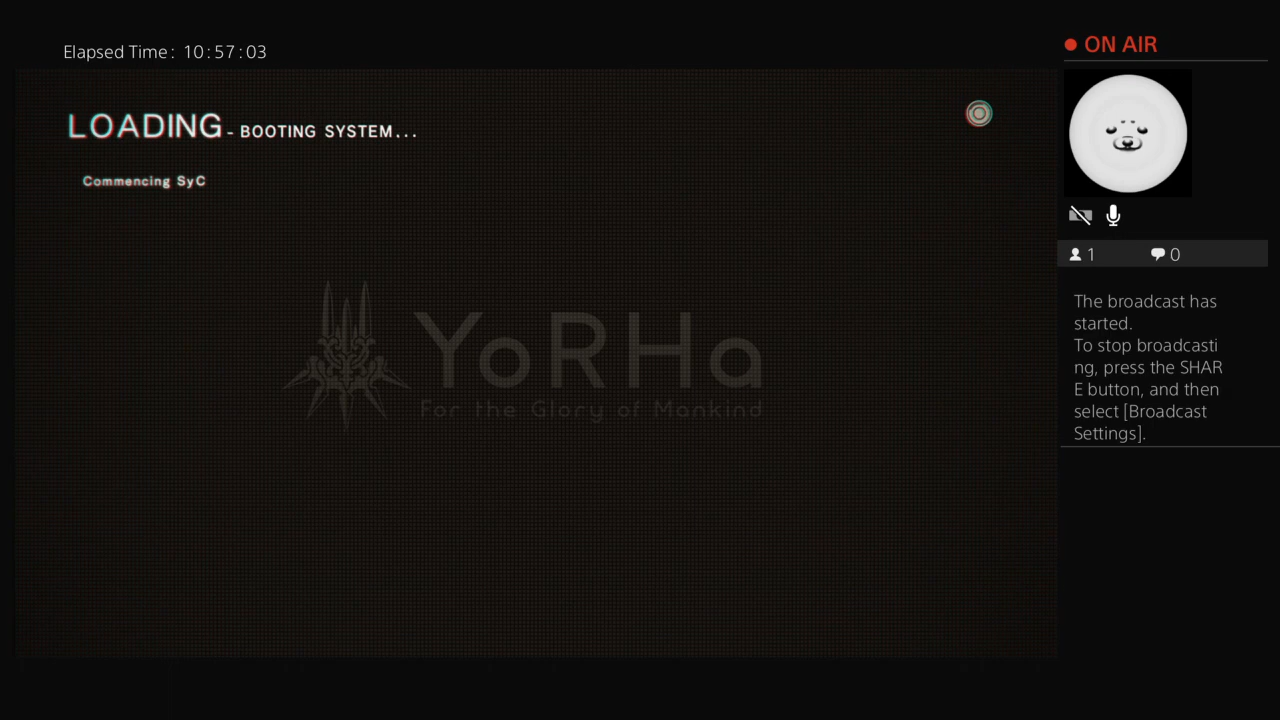 Elapsed Time: 10:57:03
ON AIR
LOADING - BOOTING SYSTEM...
Commencing SyC
1 0
YoRHa
For the Glory of Mankind
The broadcast has
started.
To stop broadcasti
ng, press the SHAR
E button, and then
select [Broadcast
Settings].